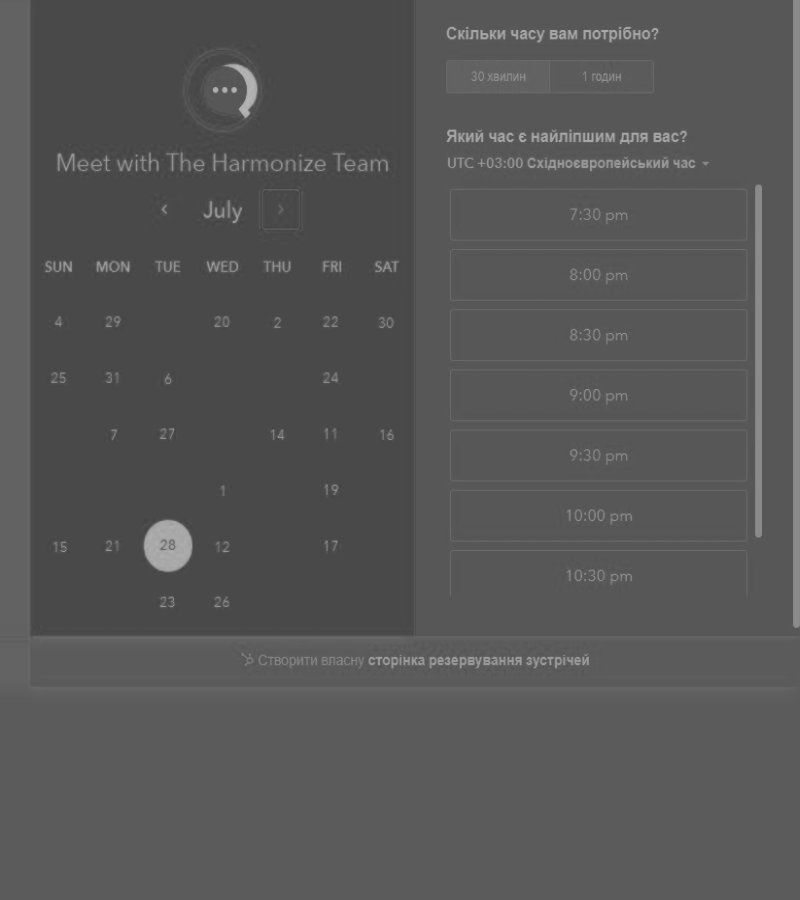 Meet with The Harmonize Team
July
SUN MON TUE WED THU FRI SAT
4 29 20 2 22 30
25 31 6 24
7 27 14 11 16
1 19
15 21 28 12 17
23 26
Скільки часу вам потрібно?
30 хвилин 1 годин
Який час є найліпшим для вас?
UTC +03:00 Східноєвропейський час
7:30 pm
8:00 pm
8:30 pm
9:00 pm
9:30 pm
10:00 pm
10:30 pm
Створити власну сторінка резервування зустрічей